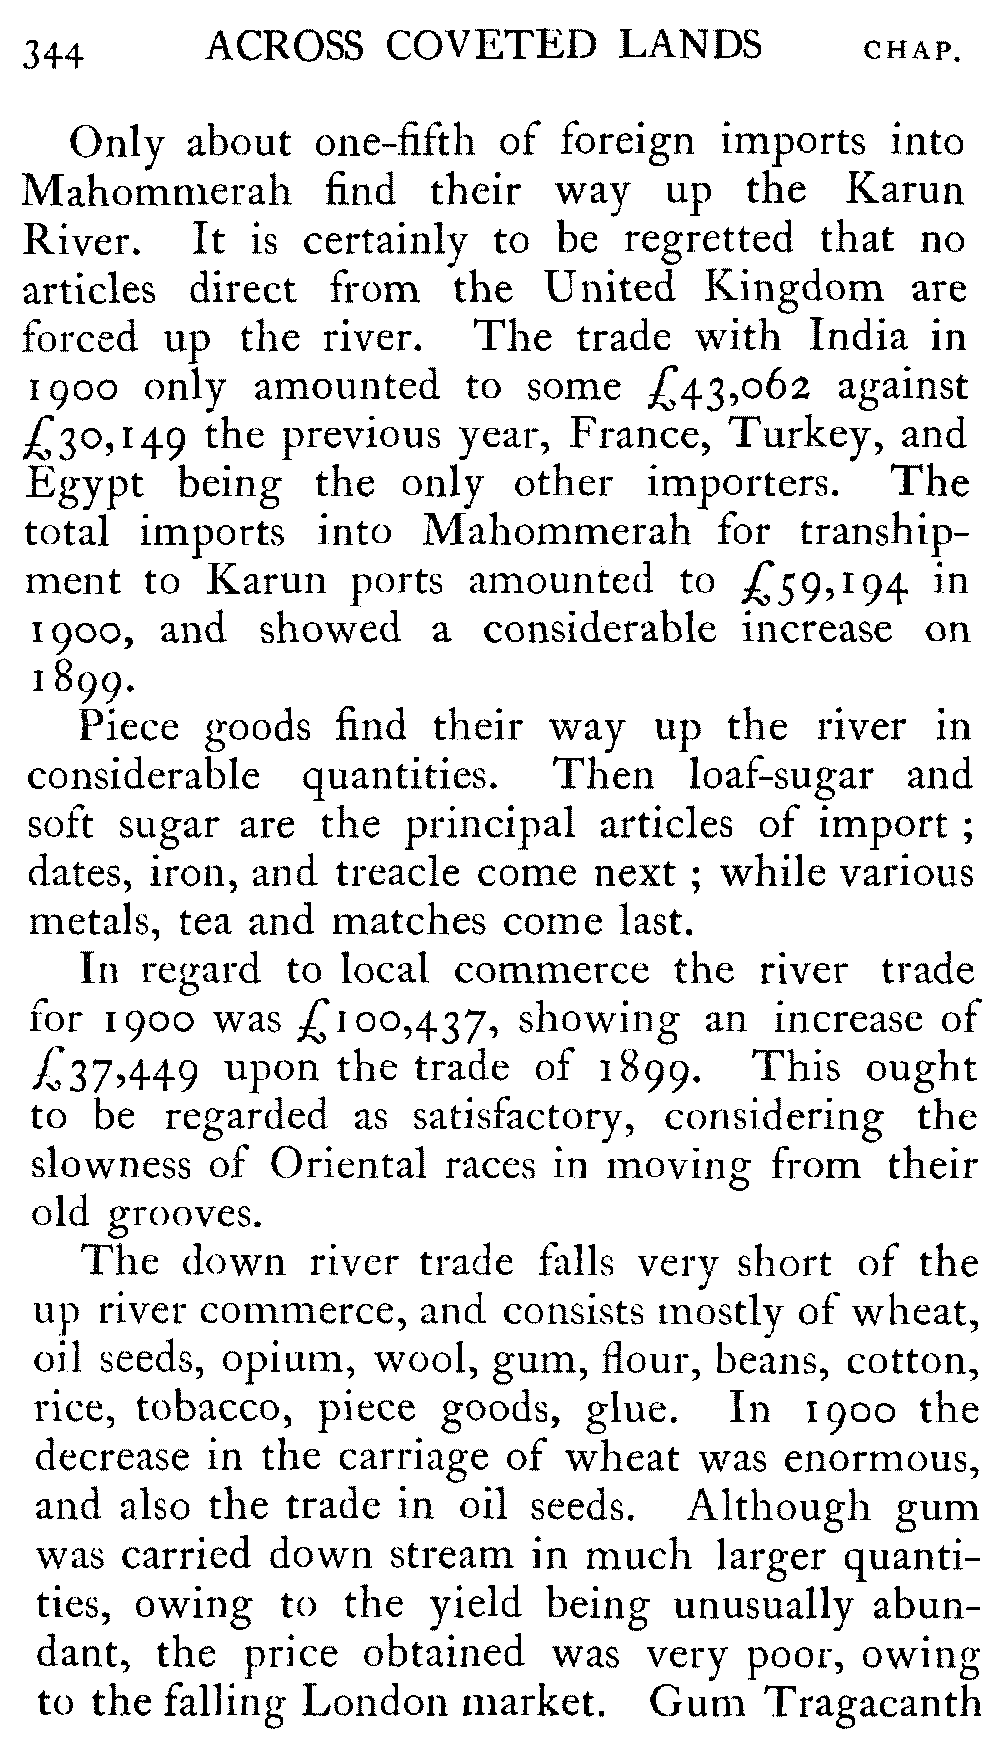 344 ACROSS COVETED LANDS CHAP.
Only about one-fifth of foreign imports into
Mahommerah find their way up the Karun
River. It is certainly to be regretted that no
articles direct from the United Kingdom are
forced up the river. The trade with India in
1900 only amounted to some £43,062 against
£30,149 the previous year, France, Turkey, and
Egypt being the only other importers. The
total imports into Mahommerah for tranship-
ment to Karun ports amounted to £59,194 in
1900, and showed a considerable increase on
1899.
Piece goods find their way up the river in
considerable quantities. Then loaf-sugar and
soft sugar are the principal articles of import ;
dates, iron, and treacle come next ; while various
metals, tea and matches come last.
In regard to local commerce the river trade
for 1900 was £100,437, showing an increase of
£37,449 upon the trade of 1899. This ought
to be regarded as satisfactory, considering the
slowness of Oriental races in moving from their
old grooves.
The down river trade falls very short of the
up river commerce, and consists mostly of wheat,
oil seeds, opium, wool, gum, flour, beans, cotton,
rice, tobacco, piece goods, glue. In 1900 the
decrease in the carriage of wheat was enormous,
and also the trade in oil seeds. Although gum
was carried down stream in much larger quanti-
ties, owing to the yield being unusually abun-
dant, the price obtained was very poor, owing
to the falling London market. Gum Tragacanth